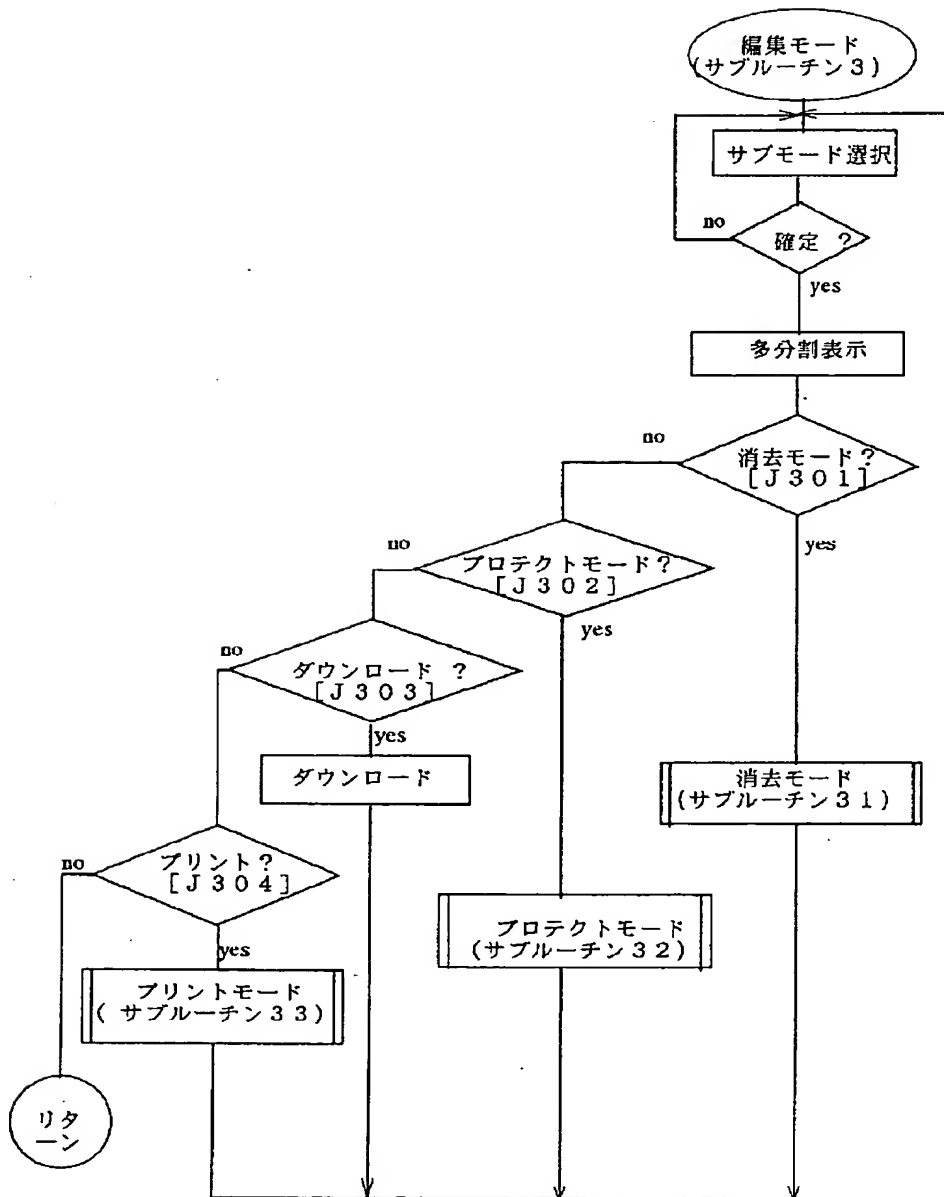 編集モード
(サブルーチン3)
サブモード選択
no
確定 ?
yes
多分割表示
no
消去モード?
[J301]
yes
no
プロテクトモード?
[J302]
yes
no
ダウンロード ?
[J303]
yes
ダウンロード
消去モード
(サブルーチン31)
no
プリント?
[J304]
yes
プロテクトモード
(サブルーチン32)
プリントモード
( サブルーチン33)
リタ
ーン